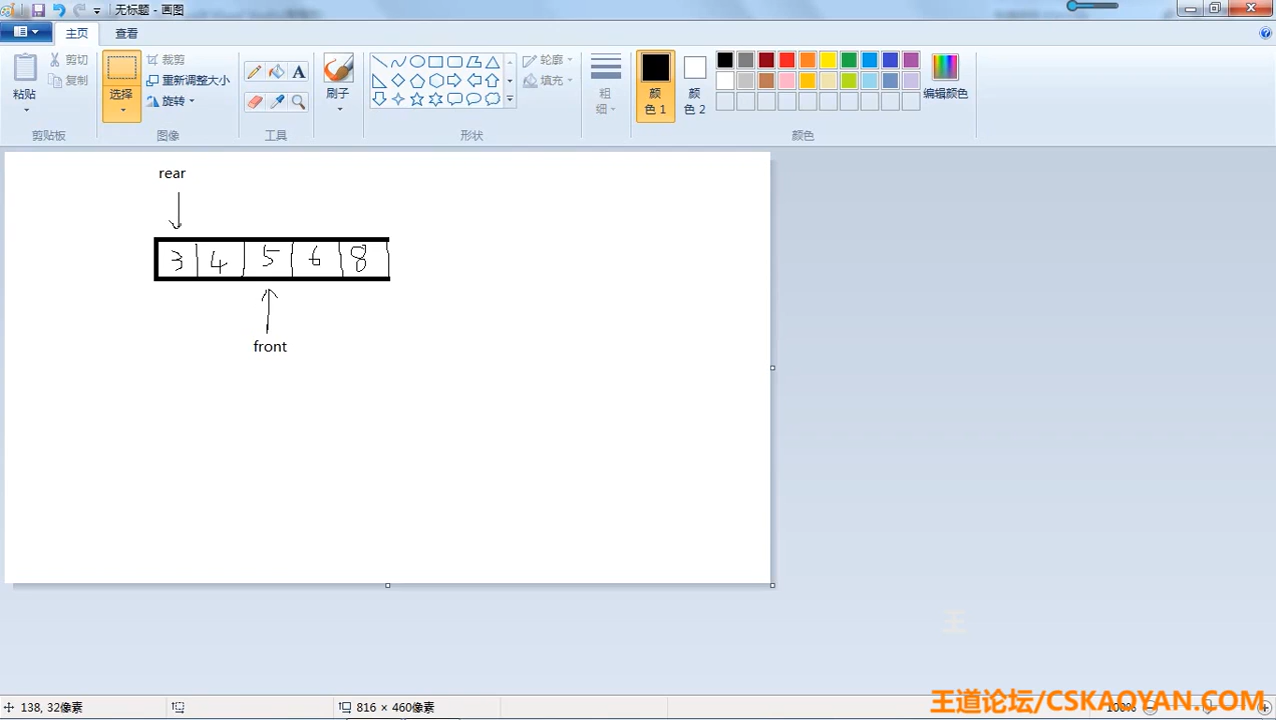 无标题 - 画图
主页 查看
粘贴
剪切
复制
剪贴板
选择
裁剪
重新调整大小
旋转
图像
A
工具
刷子
形状
轮廓
填充
粗细
颜色 1
颜色 2
颜色
编辑颜色
rear
3 4 5 6 8
front
138, 32像素
816 × 460像素
100%
王道论坛/CSKAOYAN.COM